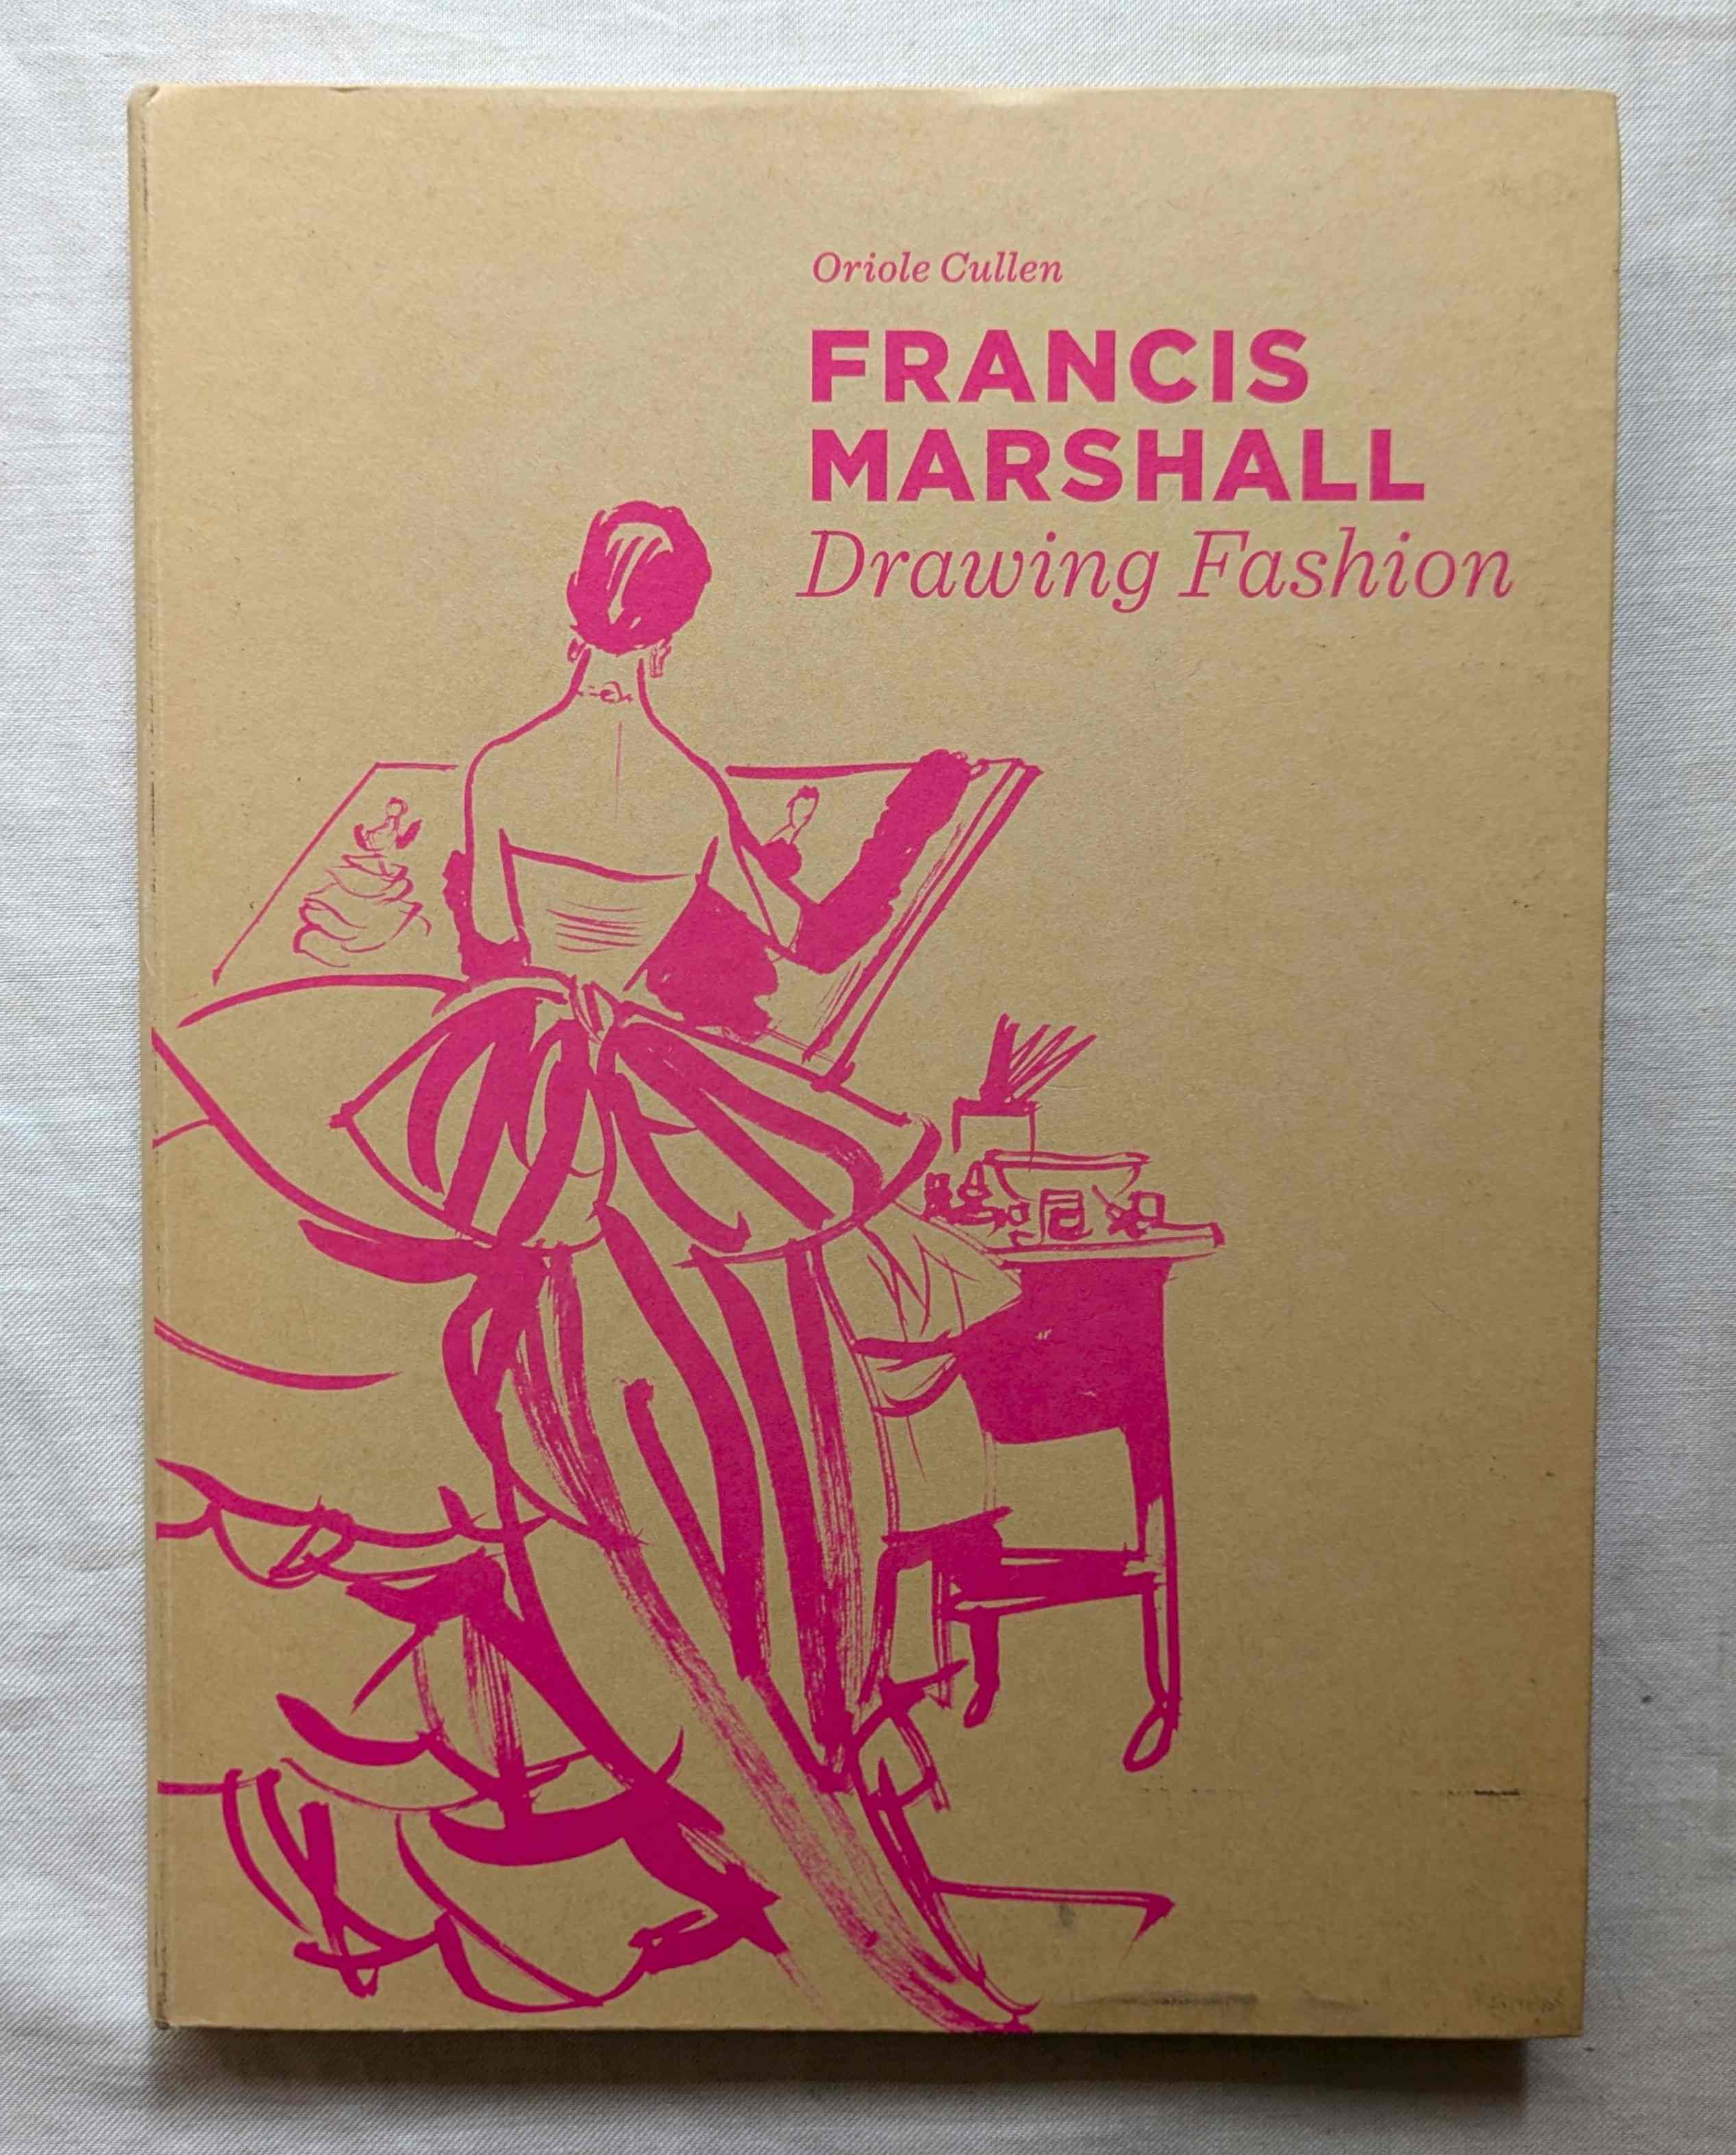 Oriole Cullen
FRANCIS
MARSHALL
Drawing Fashion